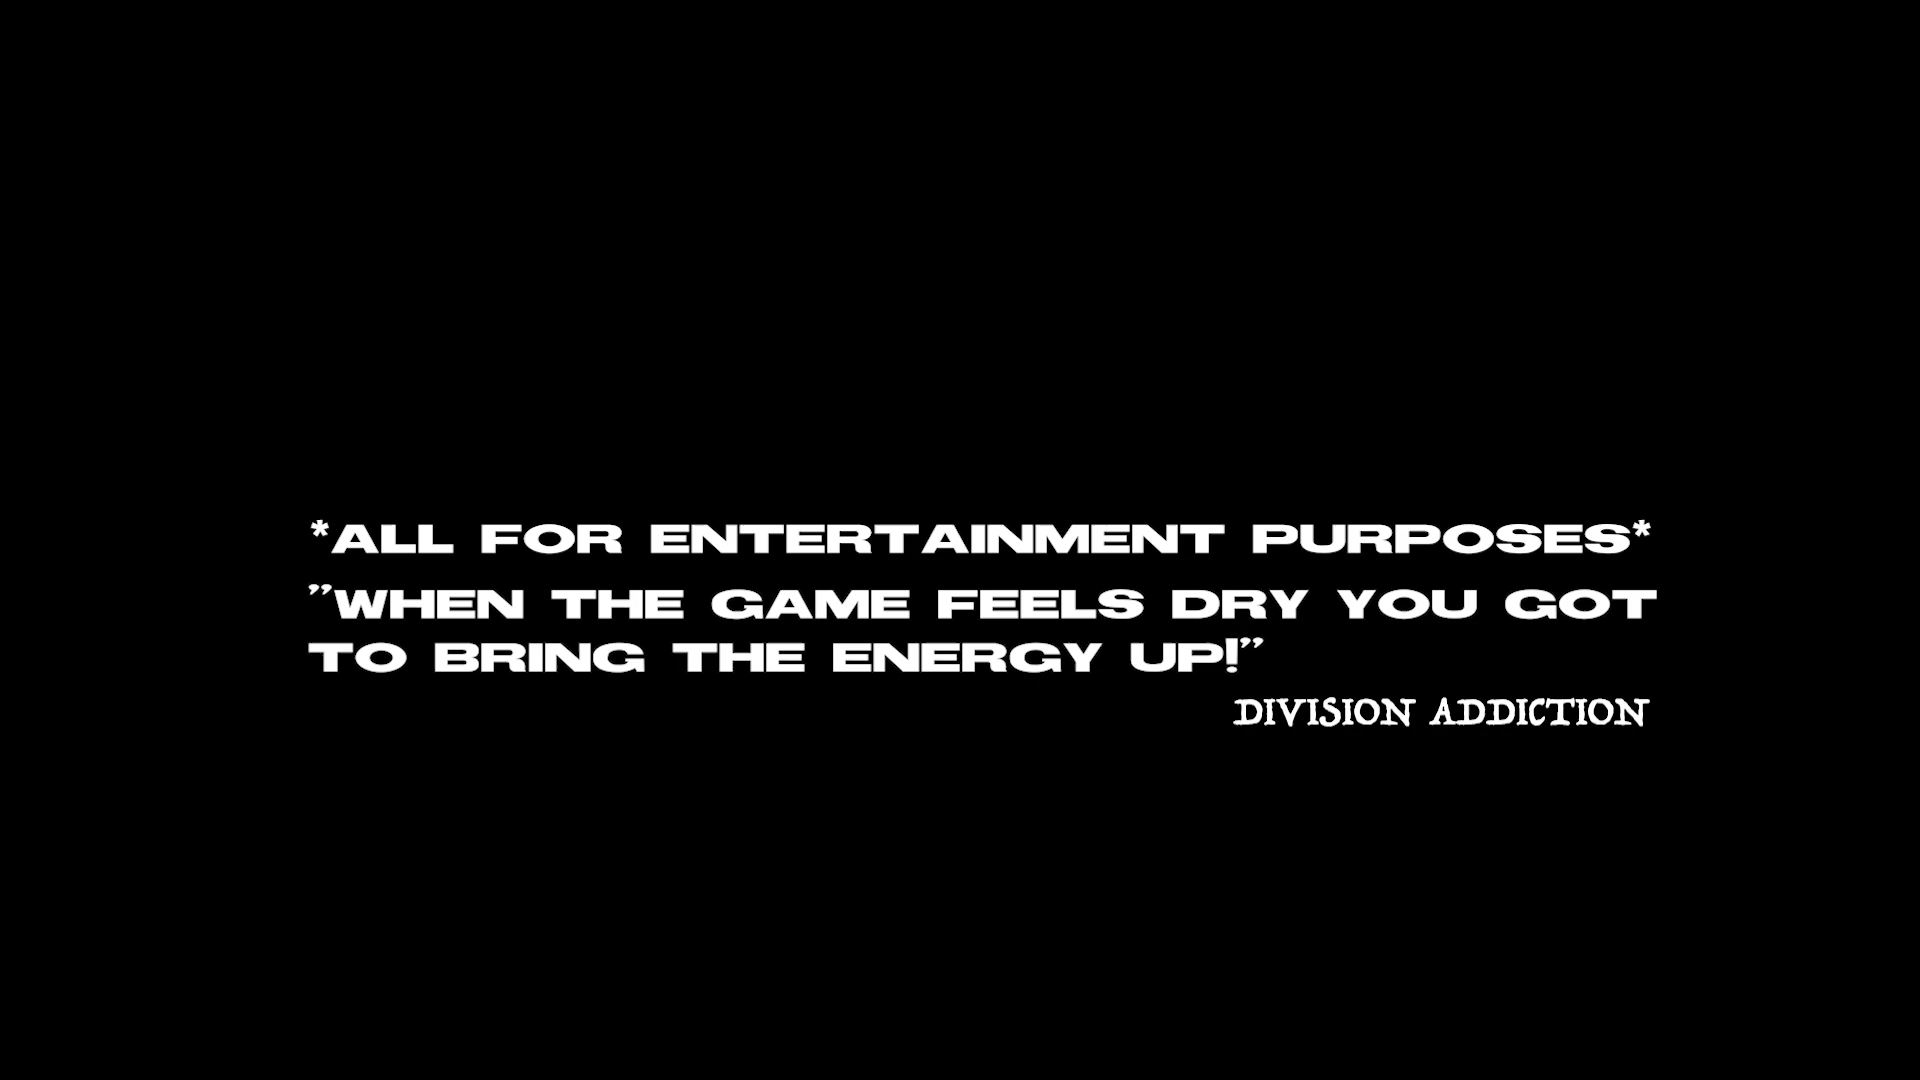 *ALL FOR ENTERTAINMENT PURPOSES*
”WHEN THE GAME FEELS DRY YOU GOT
TO BRING THE ENERGY UP!”
DIVISION ADDICTION